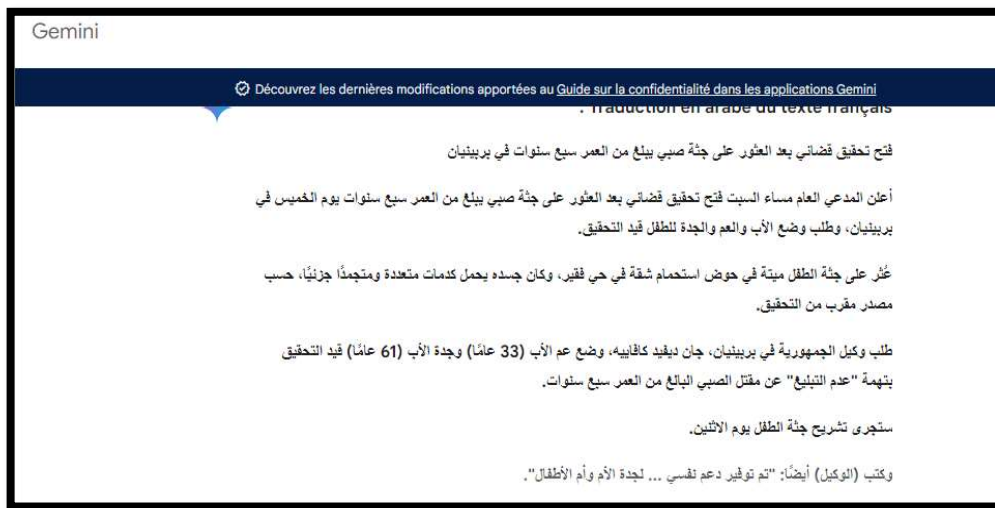 Gemini
Découvrez les dernières modifications apportées au Guide sur la confidentialité dans les applications Gemini
Traduction en arabe du texte français :
فتح تحقيق قضائي بعد العثور على جثة صبي يبلغ من العمر سبع سنوات في بربينيان
أعلن المدعي العام مساء السبت فتح تحقيق قضائي بعد العثور على جثة صبي يبلغ من العمر سبع سنوات يوم الخميس في
بربينيان، وطلب وضع الأب والعم والجدة للطفل قيد التحقيق.
عُثر على جثة الطفل ميتة في حوض استحمام شقة في حي فقير، وكان جسده يحمل كدمات متعددة ومتجمدًا جزئيًا، حسب
مصدر مقرب من التحقيق.
طلب وكيل الجمهورية في بربينيان، جان ديفيد كافاييه، وضع عم الأب (33 عامًا) وجدة الأب (61 عامًا) قيد التحقيق
بتهمة "عدم التبليغ" عن مقتل الصبي البالغ من العمر سبع سنوات.
ستجرى تشريح جثة الطفل يوم الاثنين.
وكتب (الوكيل) أيضًا: "تم توفير دعم نفسي ... لجدة الأم وأم الأطفال".